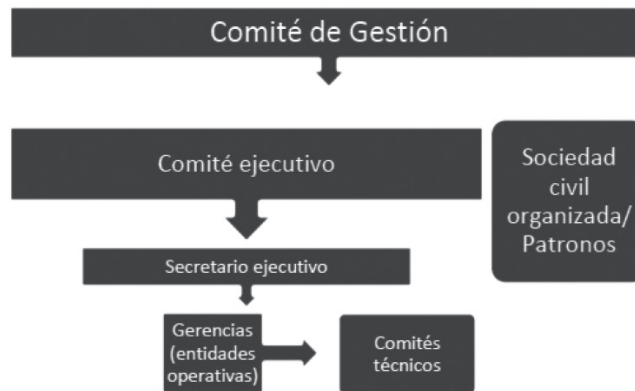 Comité de Gestión
Comité ejecutivo
Sociedad
civil
organizada/
Patronos
Secretario ejecutivo
Gerencias
(entidades
operativas)
Comités
técnicos